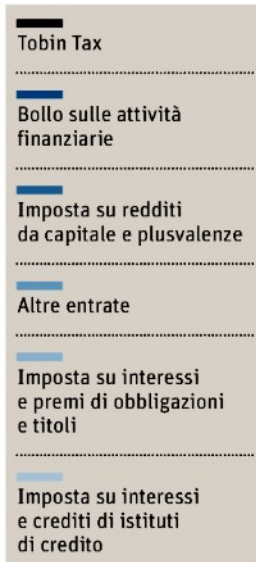 Tobin Tax
Bollo sulle attività
finanziarie
Imposta su redditi
da capitale e plusvalenze
Altre entrate
Imposta su interessi
e premi di obbligazioni
e titoli
Imposta su interessi
e crediti di istituti
di credito